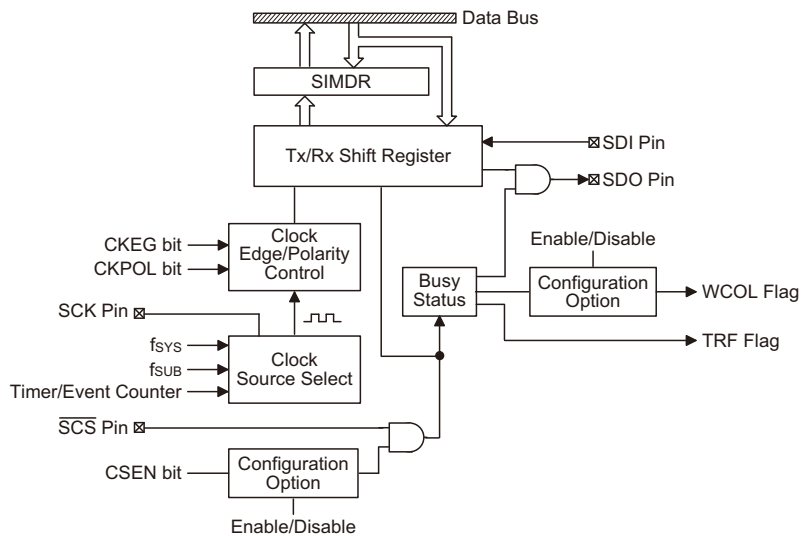 Data Bus
SIMDR
Tx/Rx Shift Register
SDI Pin
SDO Pin
CKEG bit
CKPOL bit
Clock
Edge/Polarity
Control
Enable/Disable
Busy
Status
Configuration
Option
WCOL Flag
TRF Flag
SCK Pin
fSYS
fSUB
Timer/Event Counter
Clock
Source Select
SCS Pin
CSEN bit
Configuration
Option
Enable/Disable